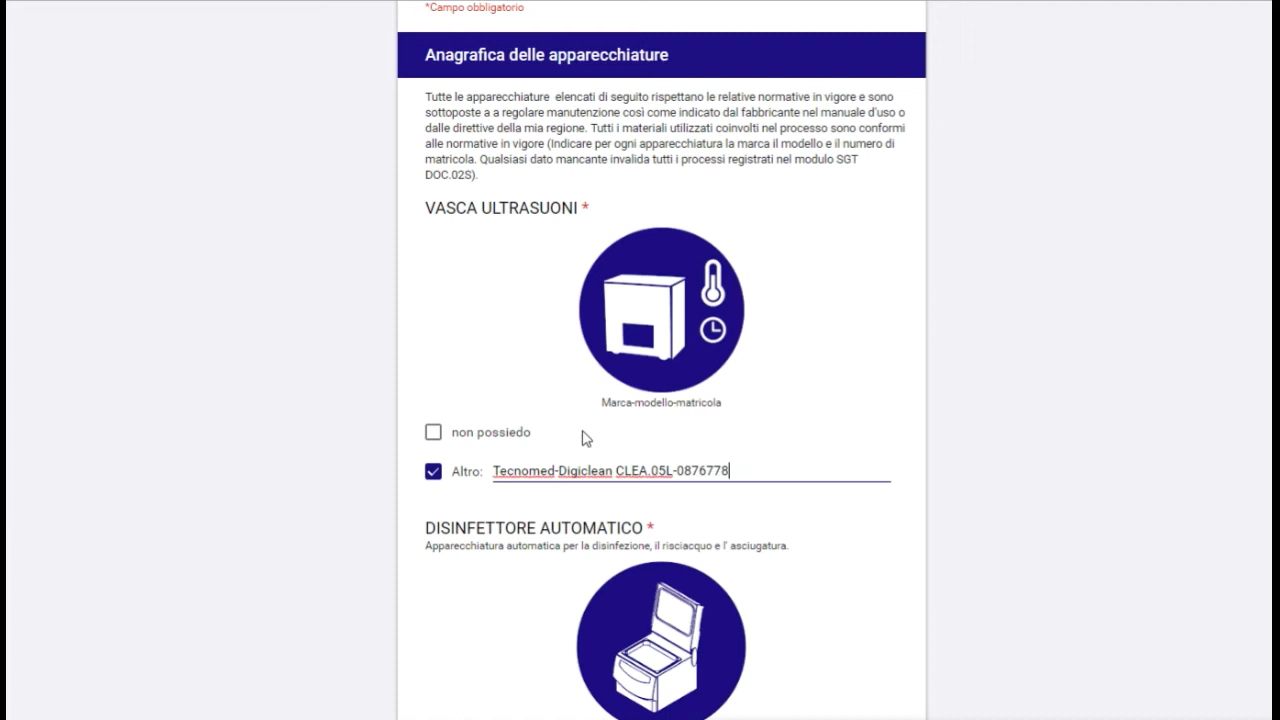 *Campo obbligatorio
Anagrafica delle apparecchiature
Tutte le apparecchiature elencati di seguito rispettano le relative normative in vigore e sono
sottoposte a a regolare manutenzione così come indicato dal fabbricante nel manuale d'uso o
dalle direttive della mia regione. Tutti i materiali utilizzati coinvolti nel processo sono conformi
alle normative in vigore (Indicare per ogni apparecchiatura la marca il modello e il numero di
matricola. Qualsiasi dato mancante invalida tutti i processi registrati nel modulo SGT
DOC.02S).
VASCA ULTRASUONI *
Marca-modello-matricola
non possiedo
Altro: Tecnomed-Digiclean CLEA.05L-0876778
DISINFETTORE AUTOMATICO *
Apparecchiatura automatica per la disinfezione, il risciacquo e l' asciugatura.